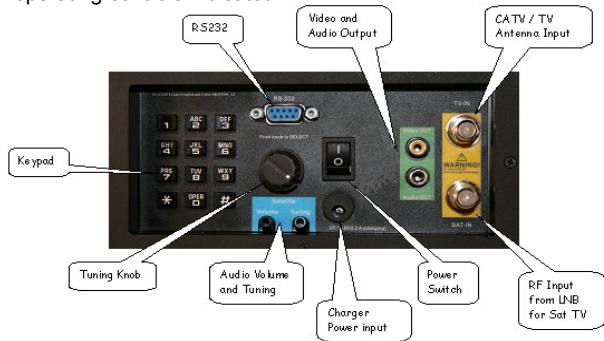 RS232
Video and
Audio Output
CATV / TV
Antenna Input
RS-232
TV-IN
1
ABC
2
DEF
3
Push knob to SELECT
Video OUT
GHI
4
JKL
5
MNO
6
Keypad
WARNING!
PRS
7
TUV
8
WXY
9
Audio OUT
*
OPER
0
#
Satellite
Volume Tuning
SAT-IN
Tuning Knob
Audio Volume
and Tuning
Power
Switch
RF Input
from LNB
for Sat TV
Charger
Power input